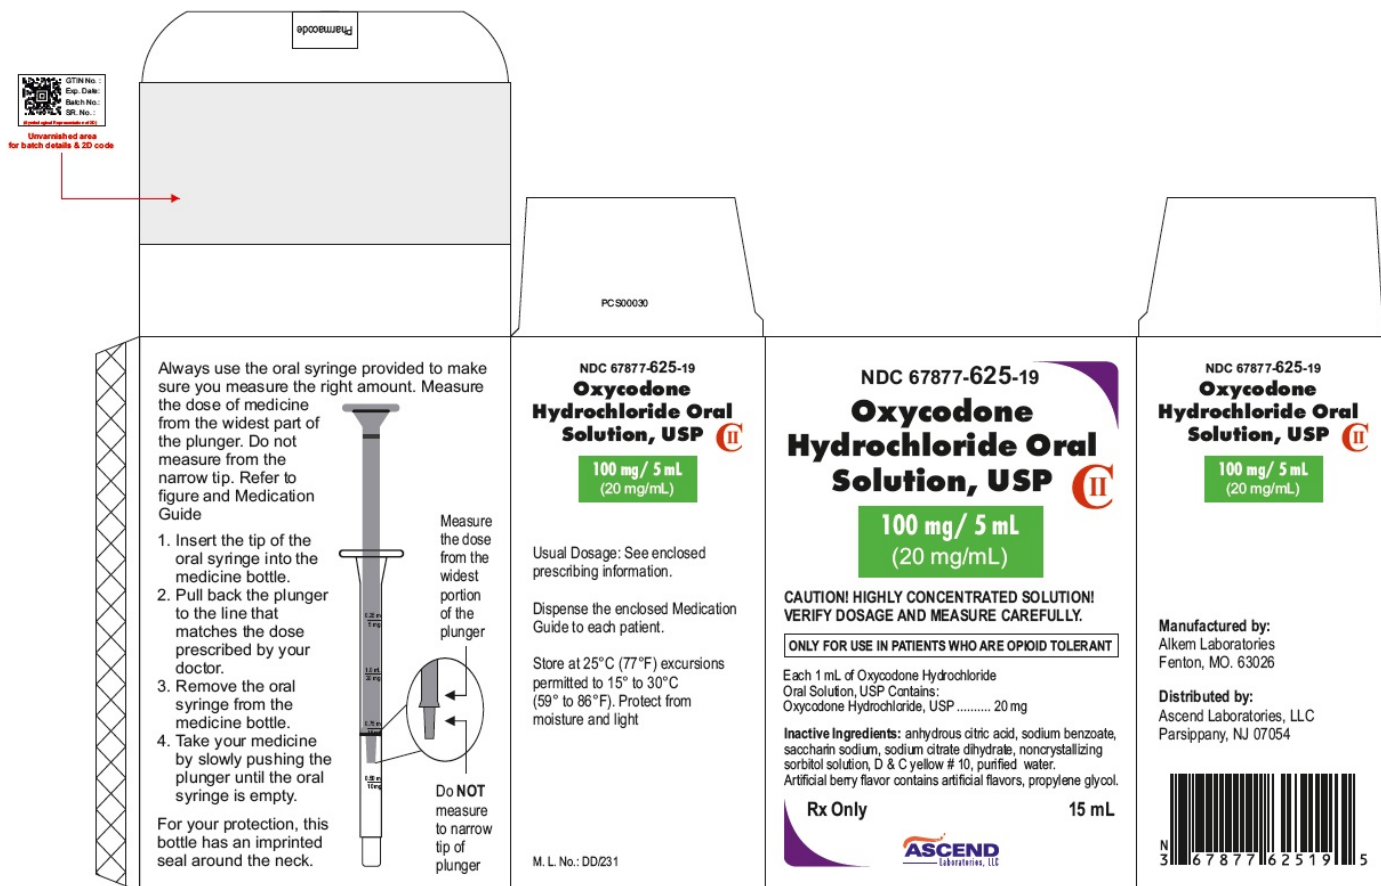 Pharmacode
GTIN No. :
Exp. Date:
Batch No.:
SR. No. :
Unvarnished area
for batch details & 2D code
PCS00030
Always use the oral syringe provided to make
sure you measure the right amount. Measure
the dose of medicine
from the widest part of
the plunger. Do not
measure from the
narrow tip. Refer to
figure and Medication
Guide
1. Insert the tip of the
oral syringe into the
medicine bottle.
2. Pull back the plunger
to the line that
matches the dose
prescribed by your
doctor.
3. Remove the oral
syringe from the
medicine bottle.
4. Take your medicine
by slowly pushing the
plunger until the oral
syringe is empty.
For your protection, this
bottle has an imprinted
seal around the neck.
Measure
the dose
from the
widest
portion
of the
plunger
Do NOT
measure
to narrow
tip of
plunger
NDC 67877-625-19
Oxycodone
Hydrochloride Oral
Solution, USP CII
100 mg/ 5 mL
(20 mg/mL)
Usual Dosage: See enclosed
prescribing information.
Dispense the enclosed Medication
Guide to each patient.
Store at 25°C (77°F) excursions
permitted to 15° to 30°C
(59° to 86°F). Protect from
moisture and light
M. L. No.: DD/231
NDC 67877-625-19
Oxycodone
Hydrochloride Oral
Solution, USP CII
100 mg/ 5 mL
(20 mg/mL)
CAUTION! HIGHLY CONCENTRATED SOLUTION!
VERIFY DOSAGE AND MEASURE CAREFULLY.
ONLY FOR USE IN PATIENTS WHO ARE OPIOID TOLERANT
Each 1 mL of Oxycodone Hydrochloride
Oral Solution, USP Contains:
Oxycodone Hydrochloride, USP .......... 20 mg
Inactive Ingredients: anhydrous citric acid, sodium benzoate,
saccharin sodium, sodium citrate dihydrate, noncrystallizing
sorbitol solution, D & C yellow # 10, purified water.
Artificial berry flavor contains artificial flavors, propylene glycol.
Rx Only 15 mL
ASCEND
Laboratories, LLC
NDC 67877-625-19
Oxycodone
Hydrochloride Oral
Solution, USP CII
100 mg/ 5 mL
(20 mg/mL)
Manufactured by:
Alkem Laboratories
Fenton, MO. 63026
Distributed by:
Ascend Laboratories, LLC
Parsippany, NJ 07054
N
3 67877 62519 5